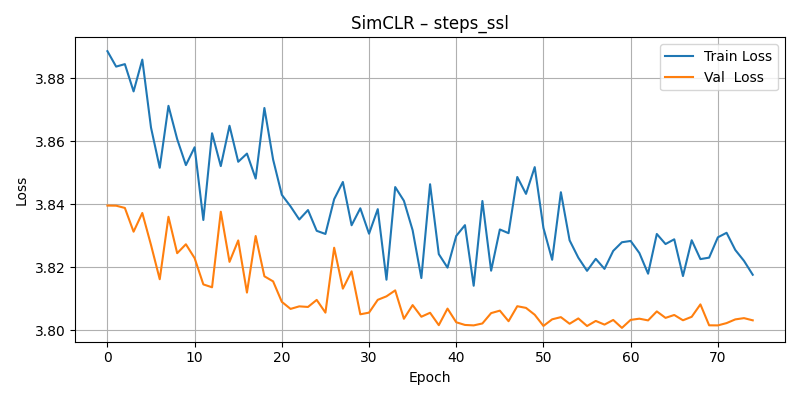 SimCLR – steps_ssl
Train Loss
Val  Loss
Loss
3.88
3.86
3.84
3.82
3.80
0 10 20 30 40 50 60 70
Epoch